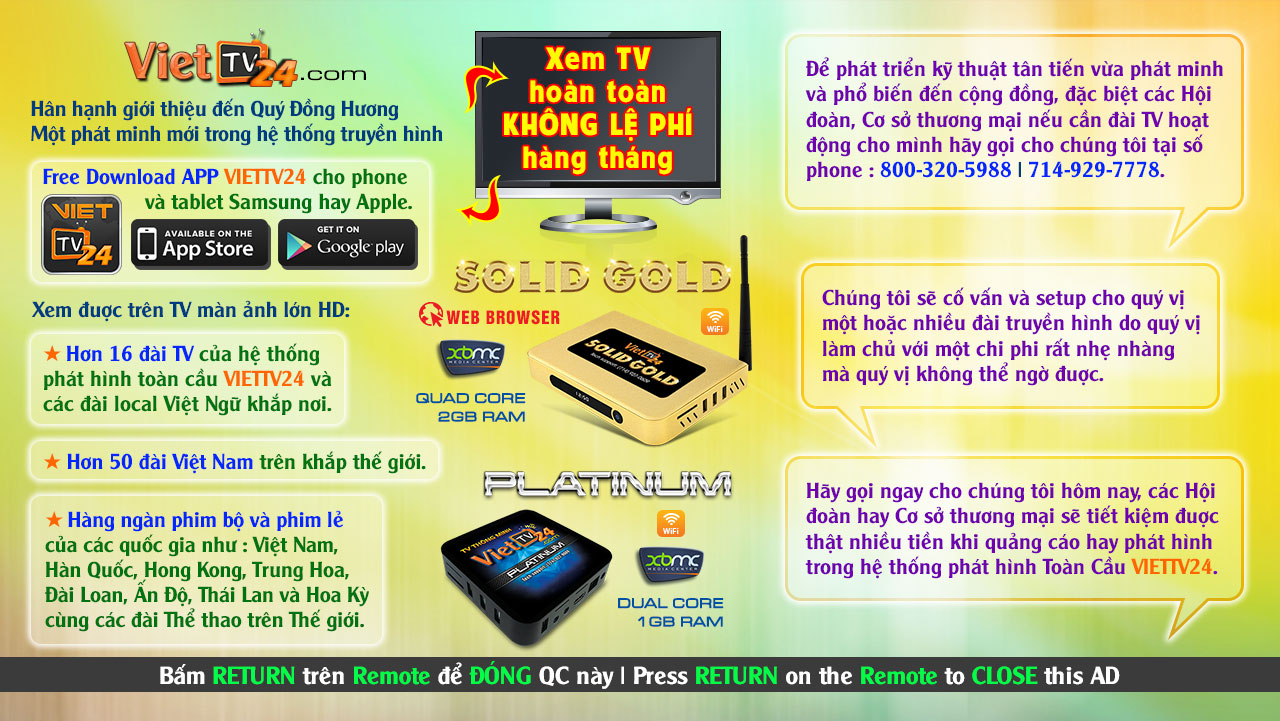 Viet TV 24.com
Hân hạnh giới thiệu đến Quý Đồng Hương
Một phát minh mới trong hệ thống truyền hình
Free Download APP VIETTV24 cho phone
và tablet Samsung hay Apple.
VIET
TV 24
AVAILABLE ON THE
App Store
GET IT ON
Google play
Xem được trên TV màn ảnh lớn HD:
★ Hơn 16 đài TV của hệ thống
phát hình toàn cầu VIETTV24 và
các đài local Việt Ngữ khắp nơi.
★ Hơn 50 đài Việt Nam trên khắp thế giới.
★ Hàng ngàn phim bộ và phim lẻ
của các quốc gia như : Việt Nam,
Hàn Quốc, Hong Kong, Trung Hoa,
Đài Loan, Ấn Độ, Thái Lan và Hoa Kỳ
cùng các đài Thể thao trên Thế giới.
Xem TV
hoàn toàn
KHÔNG LỆ PHÍ
hàng tháng
SOLID GOLD
WEB BROWSER
WiFi
xbmc
MEDIA CENTER
QUAD CORE
2GB RAM
VietTV24
SOLID GOLD
PLATINUM
TV THÔNG MINH
VietTV24.com
PLATINUM
WiFi
xbmc
MEDIA CENTER
DUAL CORE
1GB RAM
Để phát triển kỹ thuật tân tiến vừa phát minh
và phổ biến đến cộng đồng, đặc biệt các Hội
đoàn, Cơ sở thương mại nếu cần đài TV hoạt
động cho mình hãy gọi cho chúng tôi tại số
phone : 800-320-5988 | 714-929-7778.
Chúng tôi sẽ cố vấn và setup cho quý vị
một hoặc nhiều đài truyền hình do quý vị
làm chủ với một chi phi rất nhẹ nhàng
mà quý vị không thể ngờ được.
Hãy gọi ngay cho chúng tôi hôm nay, các Hội
đoàn hay Cơ sở thương mại sẽ tiết kiệm được
thật nhiều tiền khi quảng cáo hay phát hình
trong hệ thống phát hình Toàn Cầu VIETTV24.
Bấm RETURN trên Remote để ĐÓNG QC này | Press RETURN on the Remote to CLOSE this AD